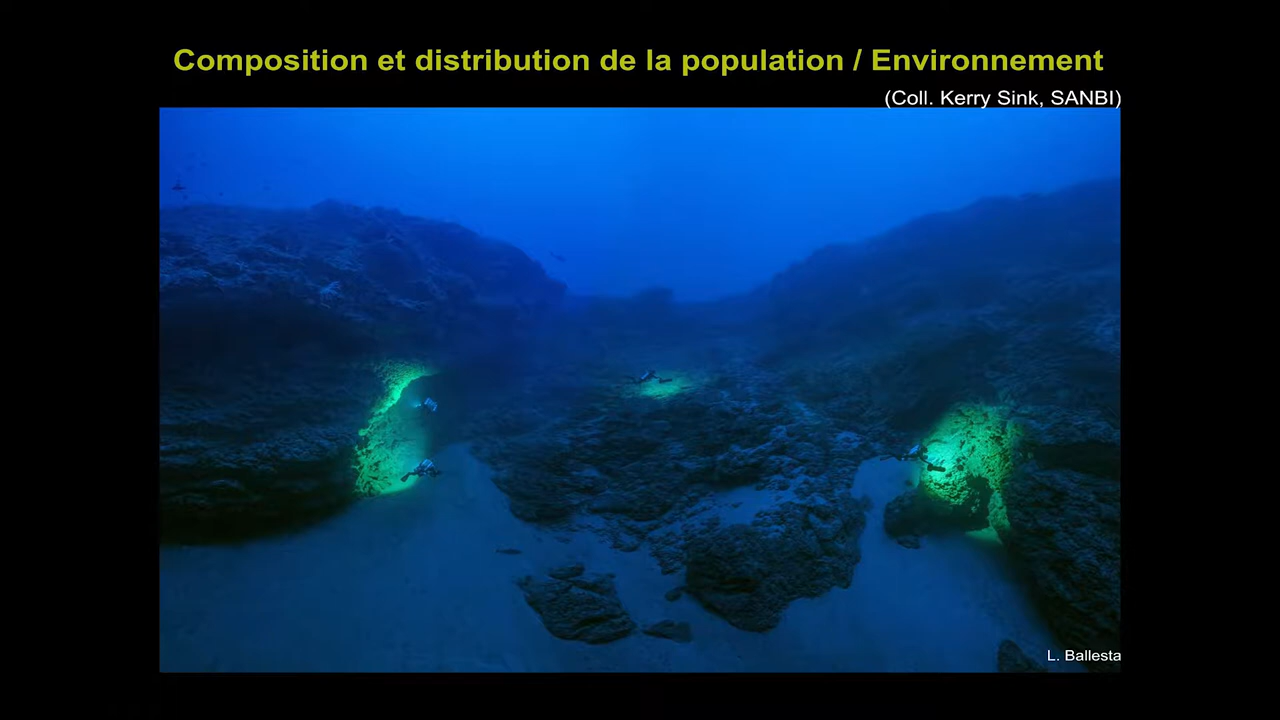 Composition et distribution de la population / Environnement
(Coll. Kerry Sink, SANBI)
L. Ballesta